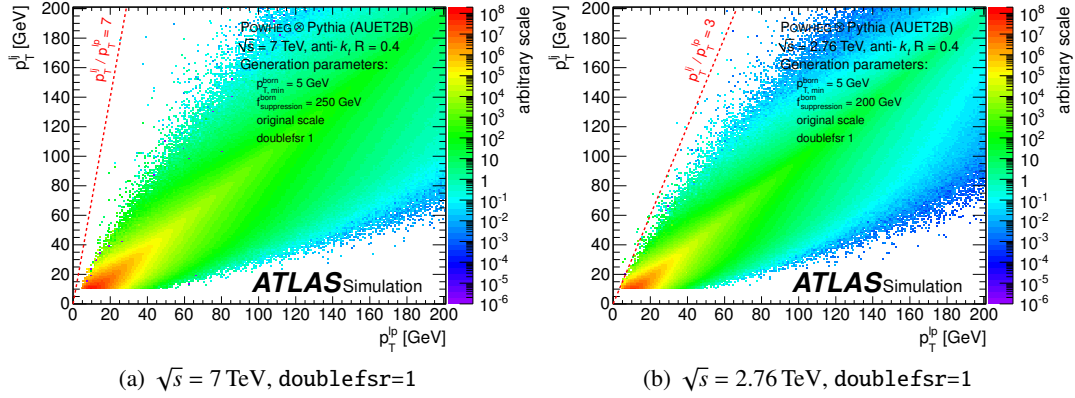 p_T^lj [GeV]
200
180
160
140
120
100
80
60
40
20
0
0 20 40 60 80 100 120 140 160 180 200
p_T^lp [GeV]
p_T^lj / p_T^lp = 7
POWHEG⊗Pythia (AUET2B)
√s = 7 TeV, anti- k_t R = 0.4
Generation parameters:
p_T, min^born = 5 GeV
f_suppression^born = 250 GeV
original scale
doublefsr 1
ATLAS Simulation
arbitrary scale
10^8
10^7
10^6
10^5
10^4
10^3
10^2
10
1
10^-1
10^-2
10^-3
10^-4
10^-5
10^-6
(a) √s = 7 TeV, doublefsr=1
p_T^lj [GeV]
200
180
160
140
120
100
80
60
40
20
0
0 20 40 60 80 100 120 140 160 180 200
p_T^lp [GeV]
p_T^lj / p_T^lp = 3
POWHEG⊗Pythia (AUET2B)
√s = 2.76 TeV, anti- k_t R = 0.4
Generation parameters:
p_T, min^born = 5 GeV
f_suppression^born = 200 GeV
original scale
doublefsr 1
ATLAS Simulation
arbitrary scale
10^8
10^7
10^6
10^5
10^4
10^3
10^2
10
1
10^-1
10^-2
10^-3
10^-4
10^-5
10^-6
(b) √s = 2.76 TeV, doublefsr=1